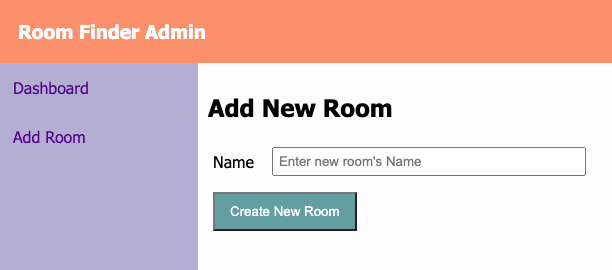 Room Finder Admin
Dashboard
Add Room
Add New Room
Name
Enter new room's Name
Create New Room